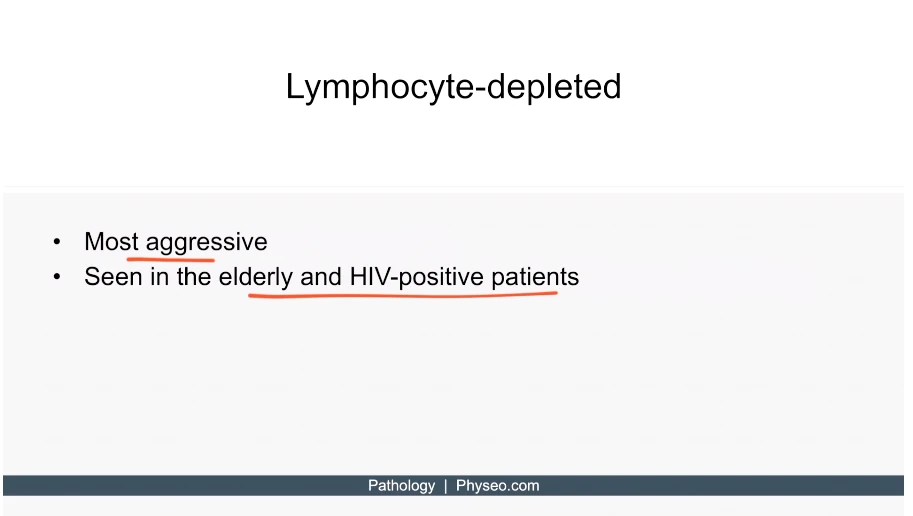 Lymphocyte-depleted
• Most aggressive
• Seen in the elderly and HIV-positive patients
Pathology | Physeo.com